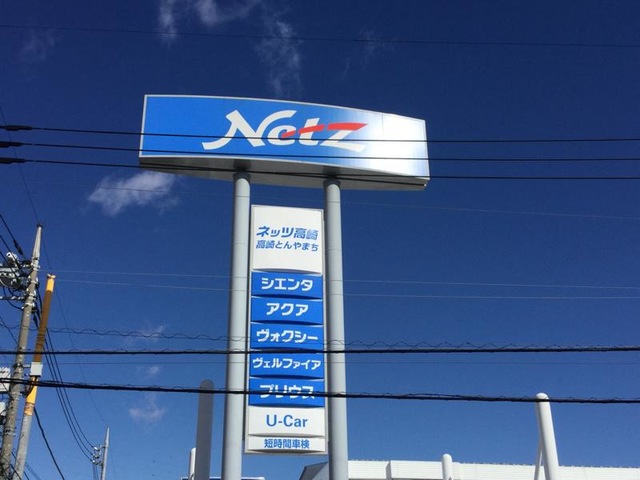 Netz
ネッツ高崎
高崎とんやまち
シエンタ
アクア
ヴォクシー
ヴェルファイア
プリウス
U-Car
短時間車検